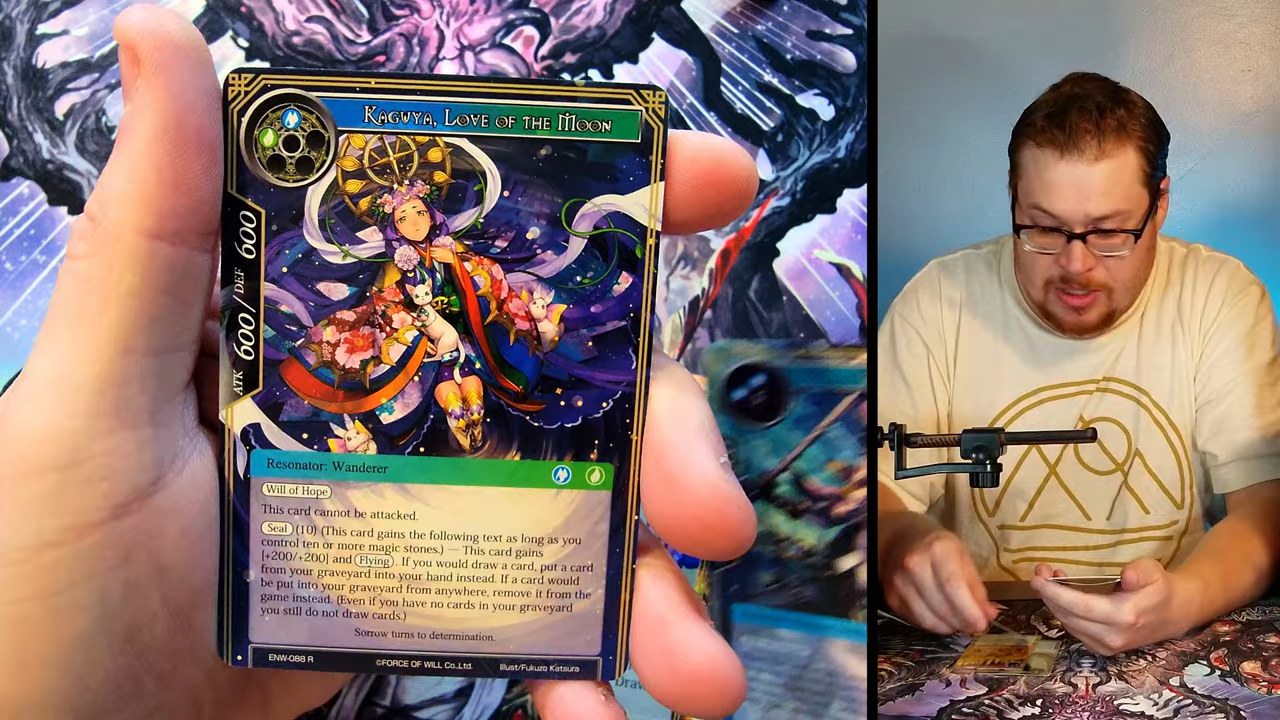 Kaguya, Love of the Moon
ATK 600 / DEF 600
Resonator: Wanderer
Will of Hope
This card cannot be attacked.
Seal (10) (This card gains the following text as long as you
control ten or more magic stones.) — This card gains
[+200/+200] and Flying. If you would draw a card, put a card
from your graveyard into your hand instead. If a card would
be put into your graveyard from anywhere, remove it from the
game instead. (Even if you have no cards in your graveyard
you still do not draw cards.)
Sorrow turns to determination.
ENW-088 R ©FORCE OF WILL Co.,Ltd. Illust/Fukuzo Katsura
Draw